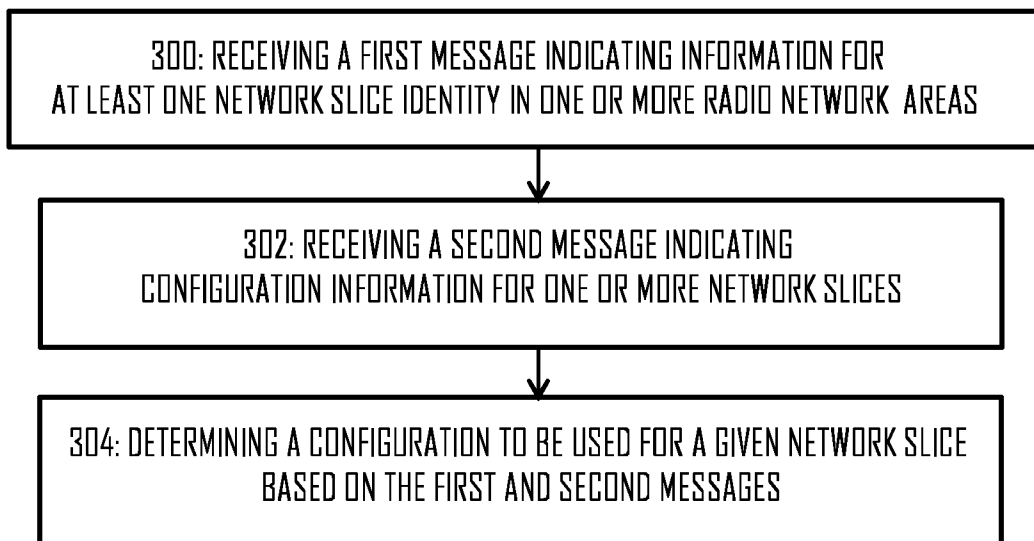 300: RECEIVING A FIRST MESSAGE INDICATING INFORMATION FOR
AT LEAST ONE NETWORK SLICE IDENTITY IN ONE OR MORE RADIO NETWORK AREAS
302: RECEIVING A SECOND MESSAGE INDICATING
CONFIGURATION INFORMATION FOR ONE OR MORE NETWORK SLICES
304: DETERMINING A CONFIGURATION TO BE USED FOR A GIVEN NETWORK SLICE
BASED ON THE FIRST AND SECOND MESSAGES